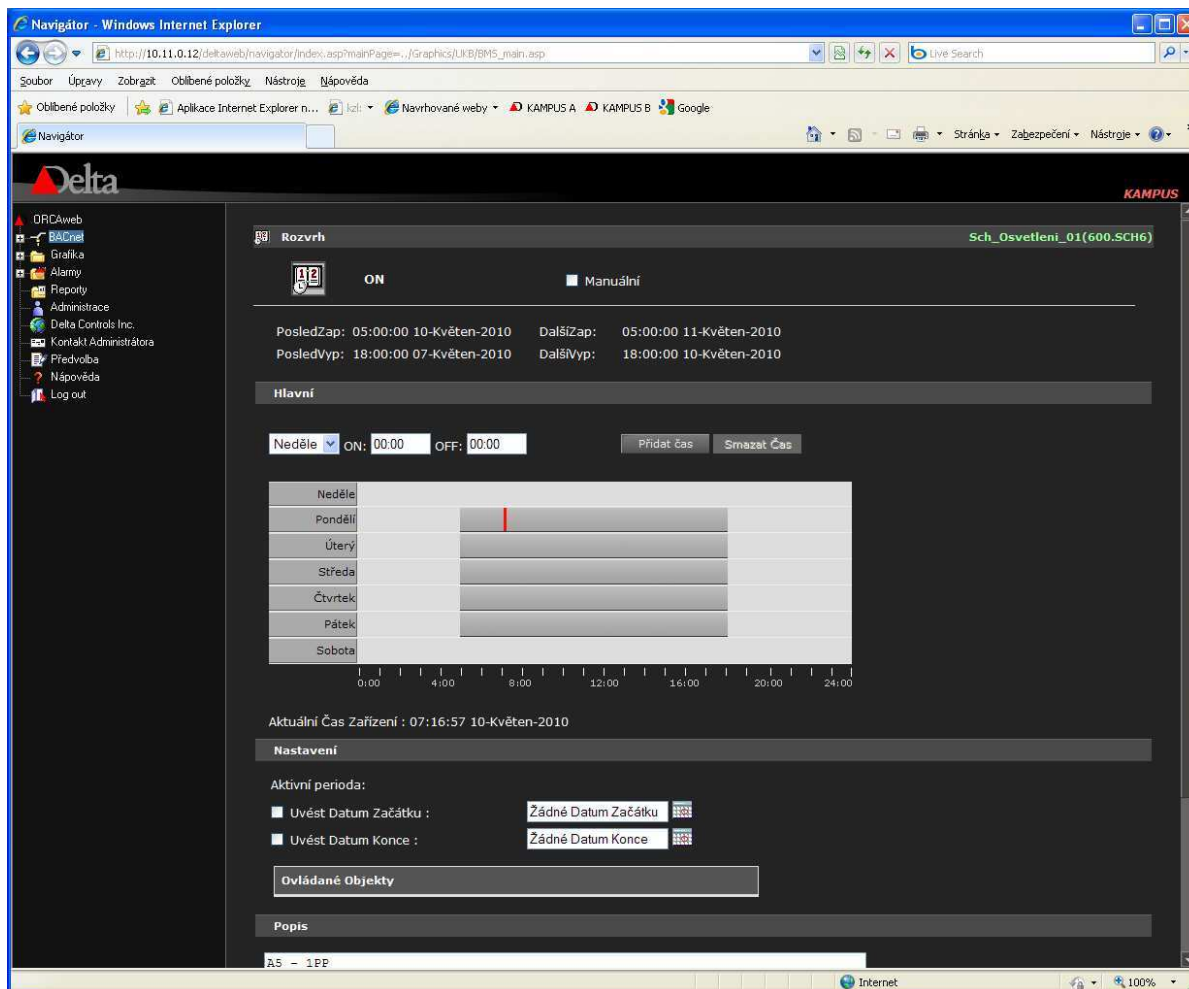 Navigátor - Windows Internet Explorer
http://10.11.0.12/deltaweb/navigator/index.asp?mainPage=../Graphics/UKB/BMS_main.asp
Live Search
Soubor Úpravy Zobrazit Oblíbené položky Nástroje Nápověda
Oblíbené položky Aplikace Internet Explorer n... kzl: Navrhované weby KAMPUS A KAMPUS B Google
Navigátor
Stránka Zabezpečení Nástroje
Delta
KAMPUS
ORCAweb
BACnet
Grafika
Alarmy
Reporty
Administrace
Delta Controls Inc.
Kontakt Administrátora
Předvolba
Nápověda
Log out
Rozvrh Sch_Osvetleni_01(600.SCH6)
ON Manuální
PosledZap: 05:00:00 10-Květen-2010 DalšíZap: 05:00:00 11-Květen-2010
PosledVyp: 18:00:00 07-Květen-2010 DalšíVyp: 18:00:00 10-Květen-2010
Hlavní
Neděle ON: 00:00 OFF: 00:00 Přidat čas Smazat Čas
Neděle
Pondělí
Úterý
Středa
Čtvrtek
Pátek
Sobota
0:00 4:00 8:00 12:00 16:00 20:00 24:00
Aktuální Čas Zařízení : 07:16:57 10-Květen-2010
Nastavení
Aktivní perioda:
Uvést Datum Začátku : Žádné Datum Začátku
Uvést Datum Konce : Žádné Datum Konce
Ovládané Objekty
Popis
A5 - 1PP
Internet 100%